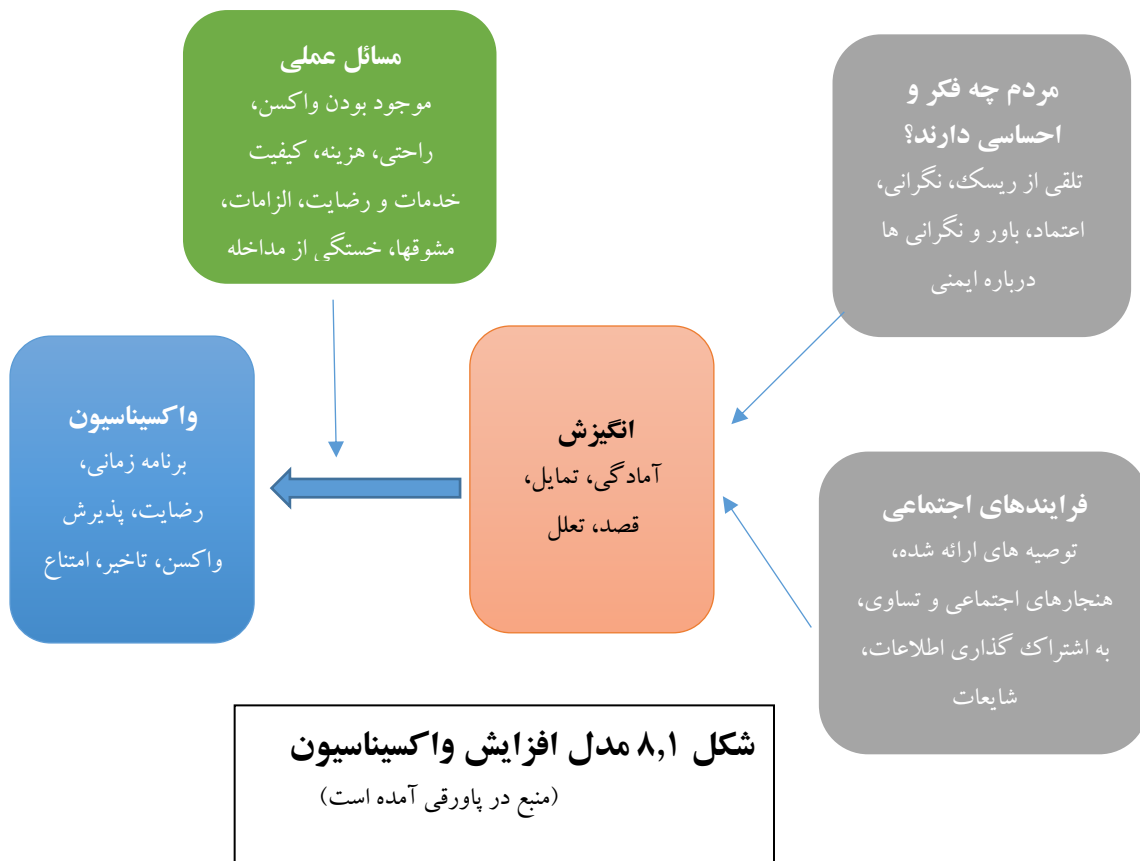 مردم چه فکر و
احساسی دارند؟
تلقی از ریسک، نگرانی،
اعتماد، باور و نگرانی ها
درباره ایمنی
فرایندهای اجتماعی
توصیه های ارائه شده،
هنجارهای اجتماعی و تساوی،
به اشتراک گذاری اطلاعات،
شایعات
انگیزش
آمادگی، تمایل،
قصد، تعلل
مسائل عملی
موجود بودن واکسن،
راحتی، هزینه، کیفیت
خدمات و رضایت، الزامات،
مشوقها، خستگی از مداخله
واکسیناسیون
برنامه زمانی،
رضایت، پذیرش
واکسن، تاخیر، امتناع
شکل ۸,۱ مدل افزایش واکسیناسیون
(منبع در پاورقی آمده است)